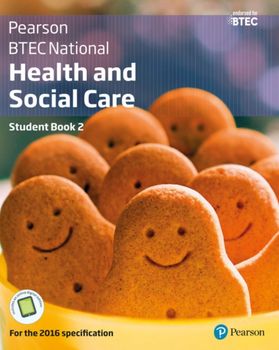 endorsed for
BTEC
Pearson
BTEC National
Health and
Social Care
Student Book 2
For the 2016 specification
Pearson